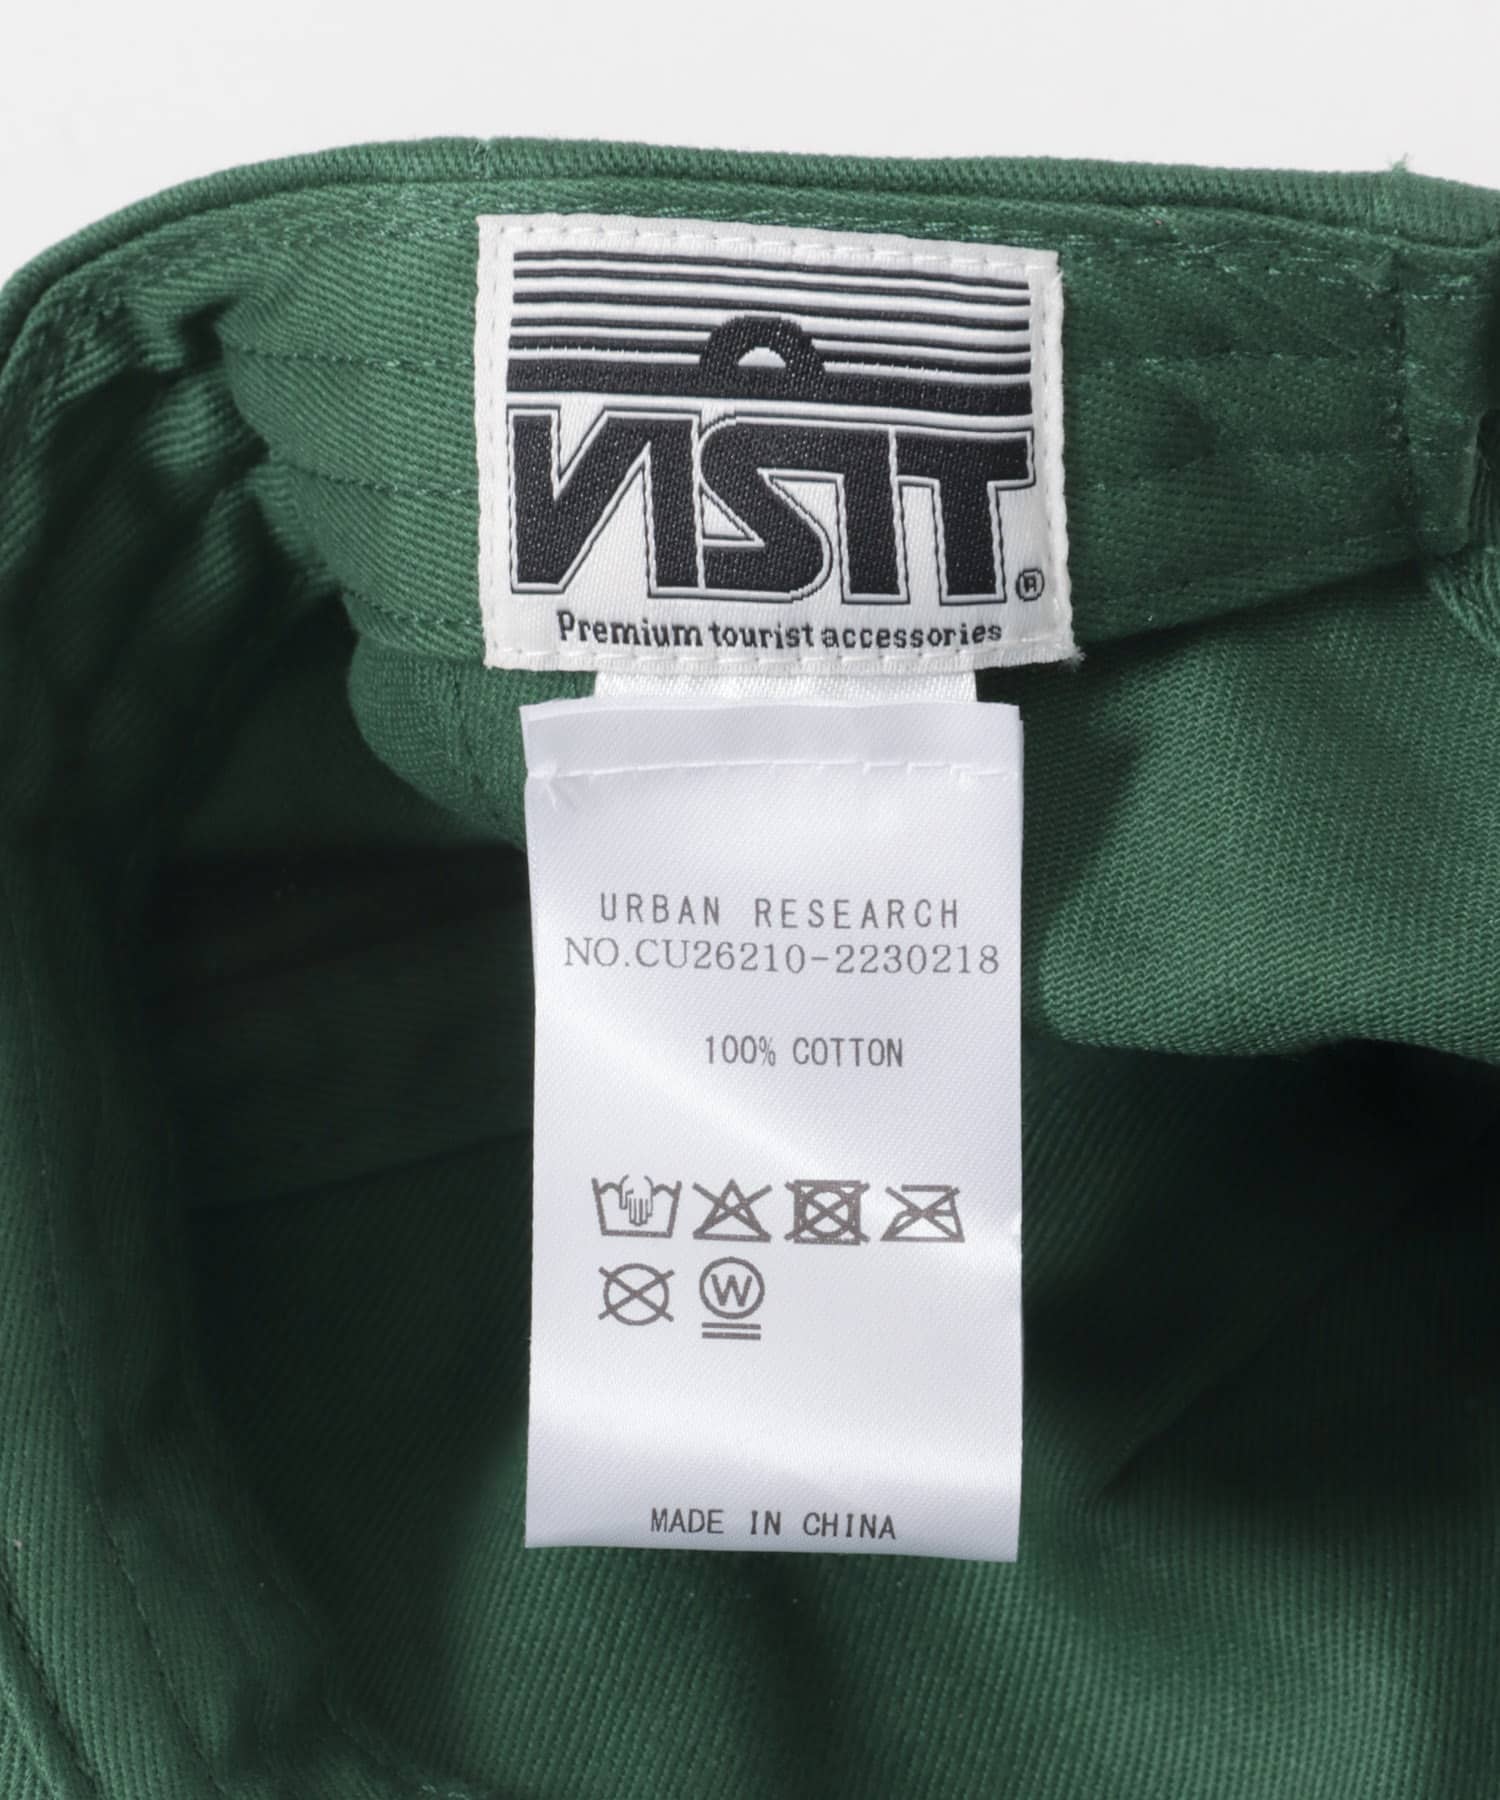 VISIT
®
Premium tourist accessories
URBAN RESEARCH
NO.CU26210-2230218
100% COTTON
W
MADE IN CHINA